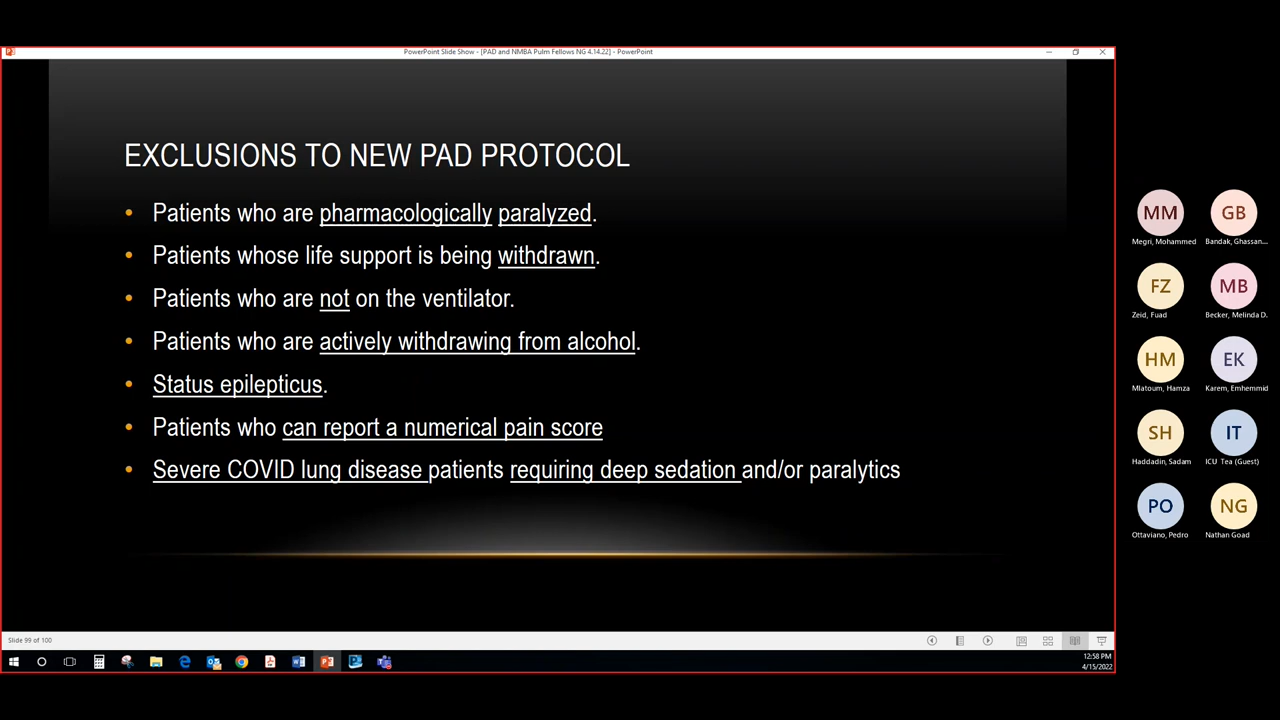 PowerPoint Slide Show - [PAD and NMBA Pulm Fellows NG 4.14.22] - PowerPoint
EXCLUSIONS TO NEW PAD PROTOCOL
• Patients who are pharmacologically paralyzed.
• Patients whose life support is being withdrawn.
• Patients who are not on the ventilator.
• Patients who are actively withdrawing from alcohol.
• Status epilepticus.
• Patients who can report a numerical pain score
• Severe COVID lung disease patients requiring deep sedation and/or paralytics
Slide 99 of 100
12:58 PM
4/15/2022
MM GB
Megri, Mohammed Bandak, Ghassan...
FZ MB
Zeid, Fuad Becker, Melinda D.
HM EK
Mlatoum, Hamza Karem, Emhemmid
SH IT
Haddadin, Sadam ICU Tea (Guest)
PO NG
Ottaviano, Pedro Nathan Goad